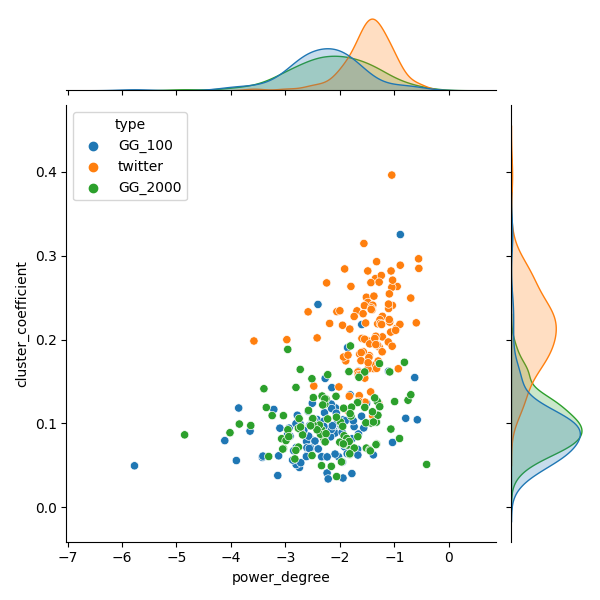 type
GG_100
twitter
GG_2000
0.4
0.3
0.2
0.1
0.0
cluster_coefficient
−7 −6 −5 −4 −3 −2 −1 0
power_degree